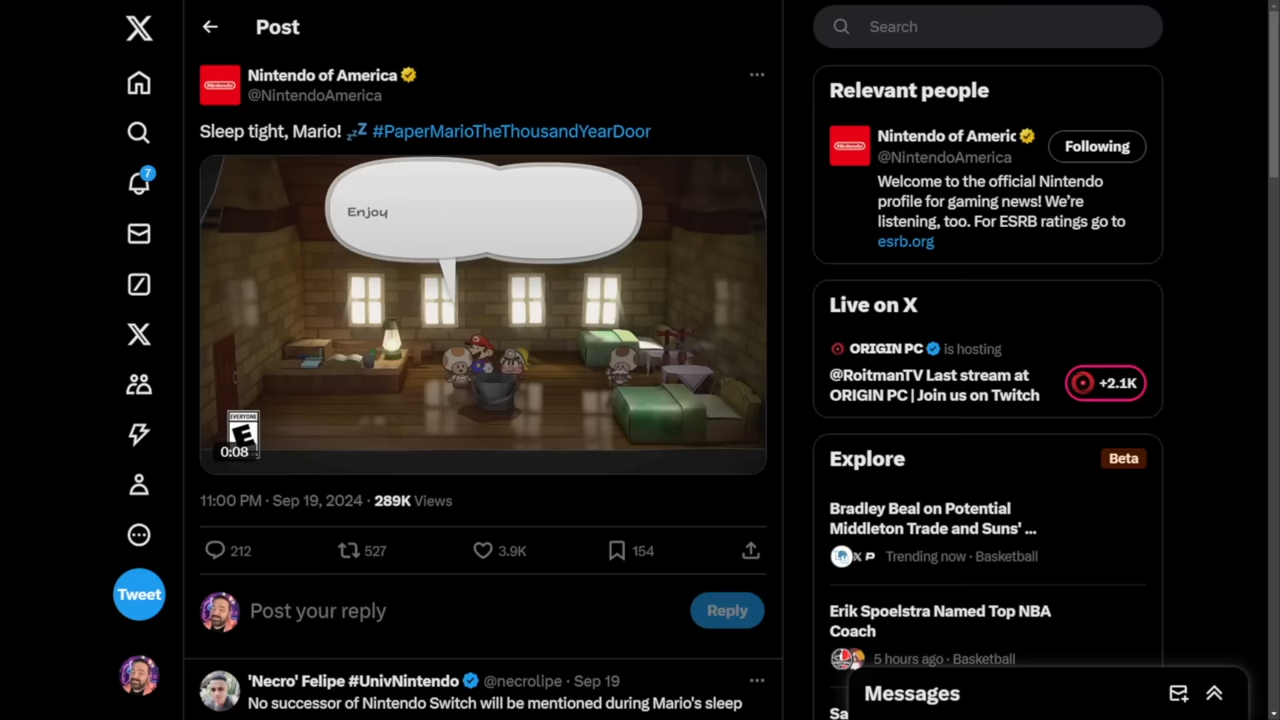 Post
Nintendo of America
@NintendoAmerica
Sleep tight, Mario! 💤 #PaperMarioTheThousandYearDoor
Enjoy
EVERYONE
E
0:08
11:00 PM · Sep 19, 2024 · 289K Views
212 527 3.9K 154
Post your reply
Reply
'Necro' Felipe #UnivNintendo @necrolipe · Sep 19
No successor of Nintendo Switch will be mentioned during Mario's sleep
7
Tweet
Search
Relevant people
Nintendo of Americ
@NintendoAmerica
Following
Welcome to the official Nintendo
profile for gaming news! We're
listening, too. For ESRB ratings go to
esrb.org
Live on X
ORIGIN PC is hosting
@RoitmanTV Last stream at
ORIGIN PC | Join us on Twitch
+2.1K
Explore
Beta
Bradley Beal on Potential
Middleton Trade and Suns' ...
Trending now · Basketball
Erik Spoelstra Named Top NBA
Coach
5 hours ago · Basketball
Sa
Messages